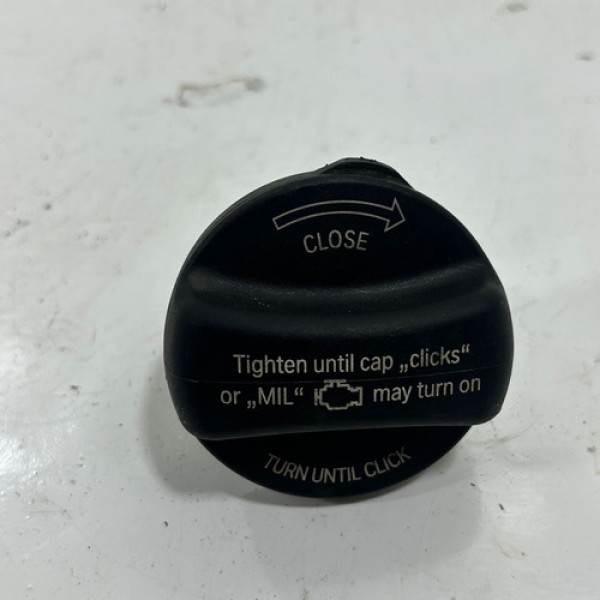 CLOSE
Tighten until cap „clicks“
or „MIL“ may turn on
TURN UNTIL CLICK